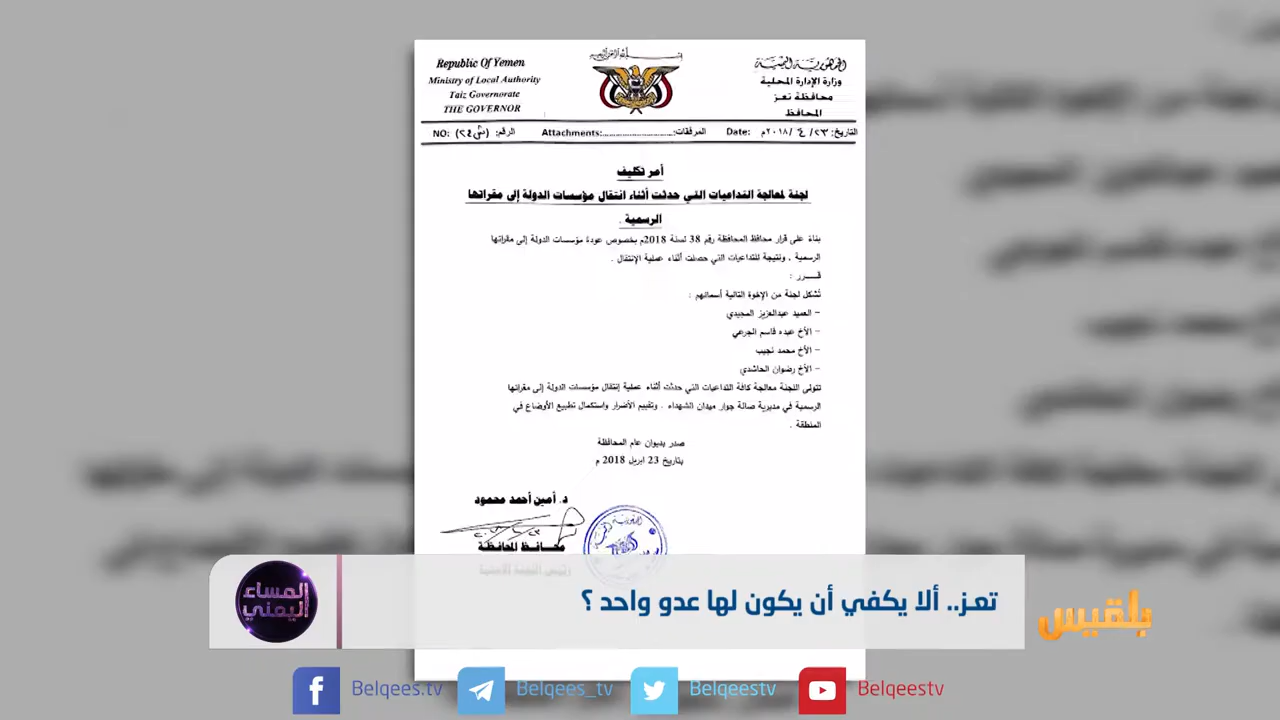 Republic Of Yemen
Ministry of Local Authority
Taiz Governorate
THE GOVERNOR
الجمهورية اليمنية
وزارة الإدارة المحلية
محافظة تعز
المحافظ
التاريخ: ٢٣/ ٤ /٢٠١٨م Date:
المرفقات: Attachments:
الرقم: NO:
أمر تكليف
لجنة لمعالجة التداعيات التي حدثت أثناء انتقال مؤسسات الدولة إلى مقراتها
الرسمية .
بناءً على قرار محافظ المحافظة رقم 38 لسنة 2018م بخصوص عودة مؤسسات الدولة إلى مقراتها
الرسمية ، ونتيجة للتداعيات التي حصلت أثناء عملية الإنتقال .
قــــرر :
تُشكل لجنة من الإخوة التالية أسمائهم :
- العميد عبدالعزيز المجيدي
- الأخ عبده قاسم الجرعي
- الأخ محمد نجيب
- الأخ رضوان الحاشدي
تتولى اللجنة معالجة كافة التداعيات التي حدثت أثناء عملية إنتقال مؤسسات الدولة إلى مقراتها
الرسمية في مديرية صالة جوار ميدان الشهداء . وتقييم الأضرار واستكمال تطبيع الأوضاع في
المنطقة .
صدر بديوان عام المحافظة
بتاريخ 23 ابريل 2018 م
د. أمين أحمد محمود
محـــافـــظ المحافظة
رئيس اللجنة الأمنية
المساء
اليمني
تعز.. ألا يكفي أن يكون لها عدو واحد ؟
بلقيس
Belqees.tv
Belqees_tv
Belqeestv
Belqeestv